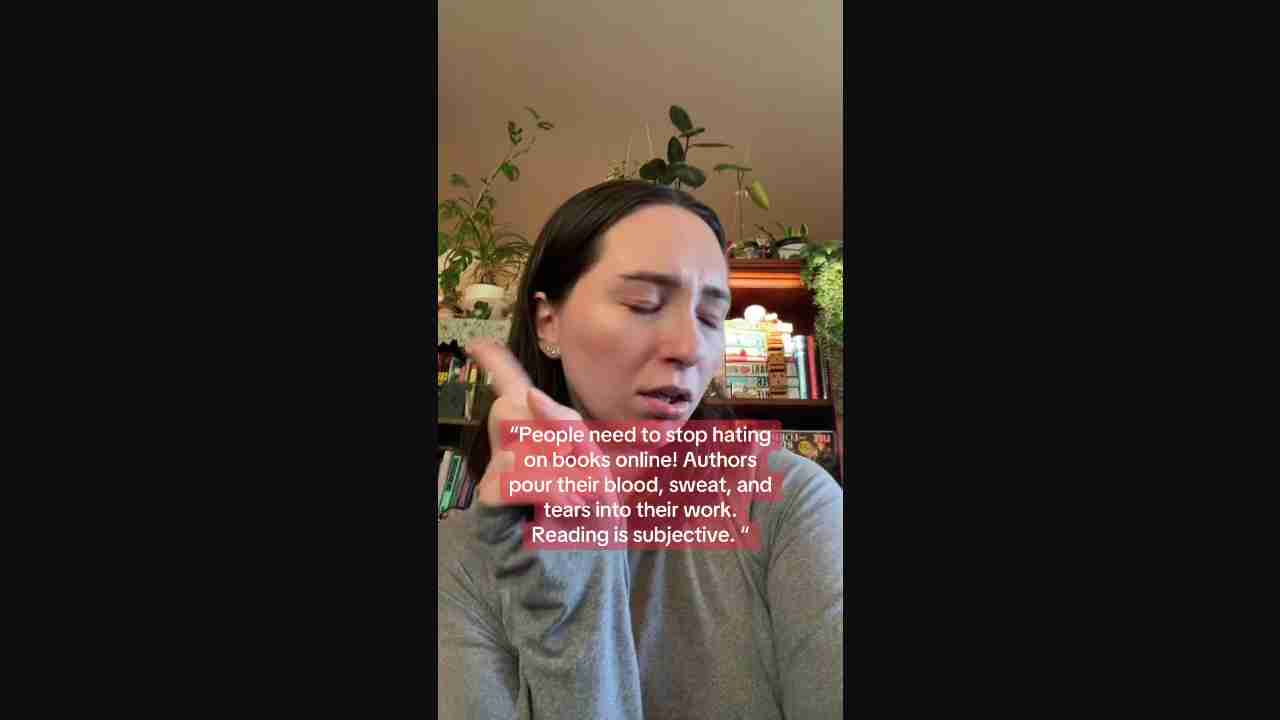 “People need to stop hating
on books online! Authors
pour their blood, sweat, and
tears into their work.
Reading is subjective. “